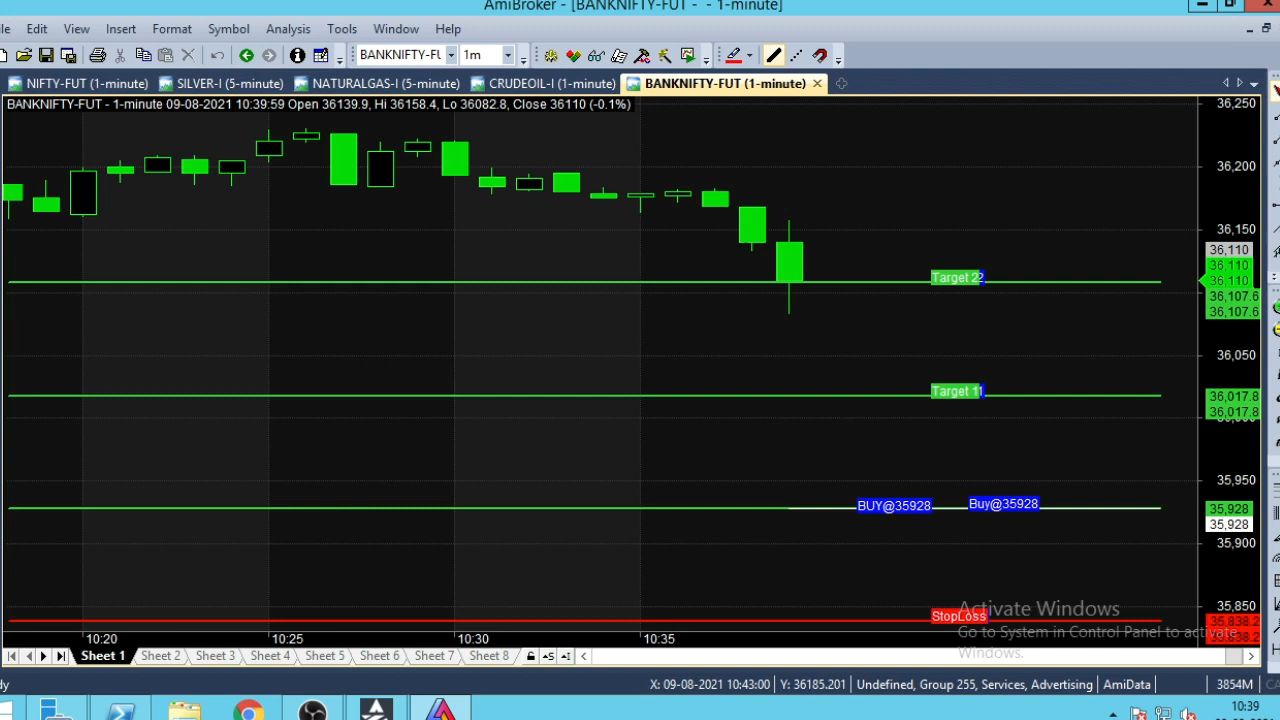 AmiBroker - [BANKNIFTY-FUT - - 1-minute]
Edit View Insert Format Symbol Analysis Tools Window Help
BANKNIFTY-FU 1m
NIFTY-FUT (1-minute) SILVER-I (5-minute) NATURALGAS-I (5-minute) CRUDEOIL-I (1-minute) BANKNIFTY-FUT (1-minute)
BANKNIFTY-FUT - 1-minute 09-08-2021 10:39:59 Open 36139.9, Hi 36158.4, Lo 36082.8, Close 36110 (-0.1%)
36,250
36,200
36,150
36,110
36,110
Target 2
36,110
36,107.6
36,107.6
36,050
Target 1
36,017.8
36,017.8
35,950
BUY@35928 Buy@35928
35,928
35,928
35,900
35,850
StopLoss
35,838.2
35,838.2
Activate Windows
Go to System in Control Panel to activate
Windows.
10:20 10:25 10:30 10:35
Sheet 1 Sheet 2 Sheet 3 Sheet 4 Sheet 5 Sheet 6 Sheet 7 Sheet 8
X: 09-08-2021 10:43:00 Y: 36185.201 Undefined, Group 255, Services, Advertising AmiData 3854M
10:39